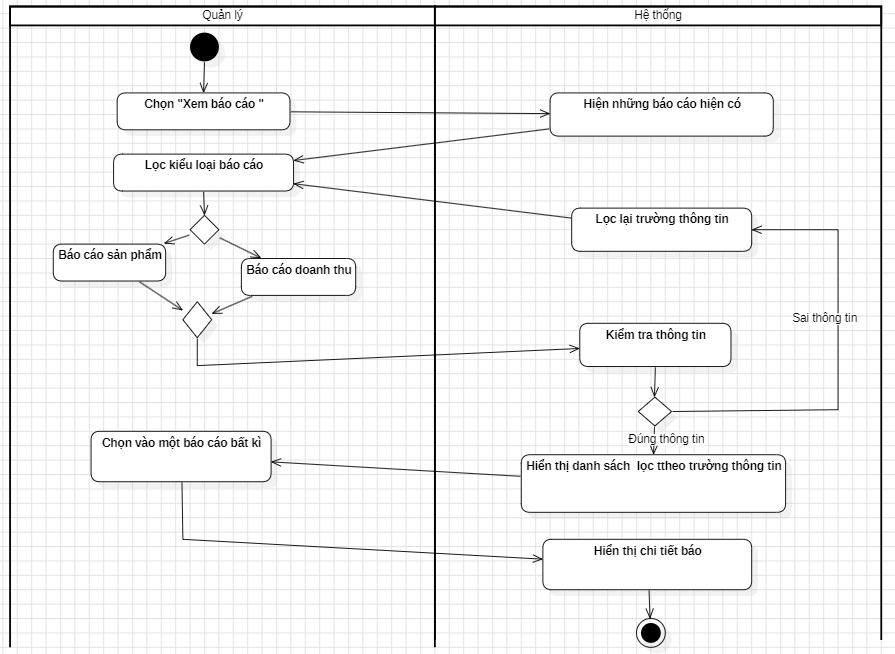 Quản lý
Hệ thống
Chọn "Xem báo cáo "
Hiện những báo cáo hiện có
Lọc kiểu loại báo cáo
Lọc lại trường thông tin
Báo cáo sản phẩm
Báo cáo doanh thu
Sai thông tin
Kiểm tra thông tin
Đúng thông tin
Chọn vào một báo cáo bất kì
Hiển thị danh sách  lọc ttheo trường thông tin
Hiển thị chi tiết báo